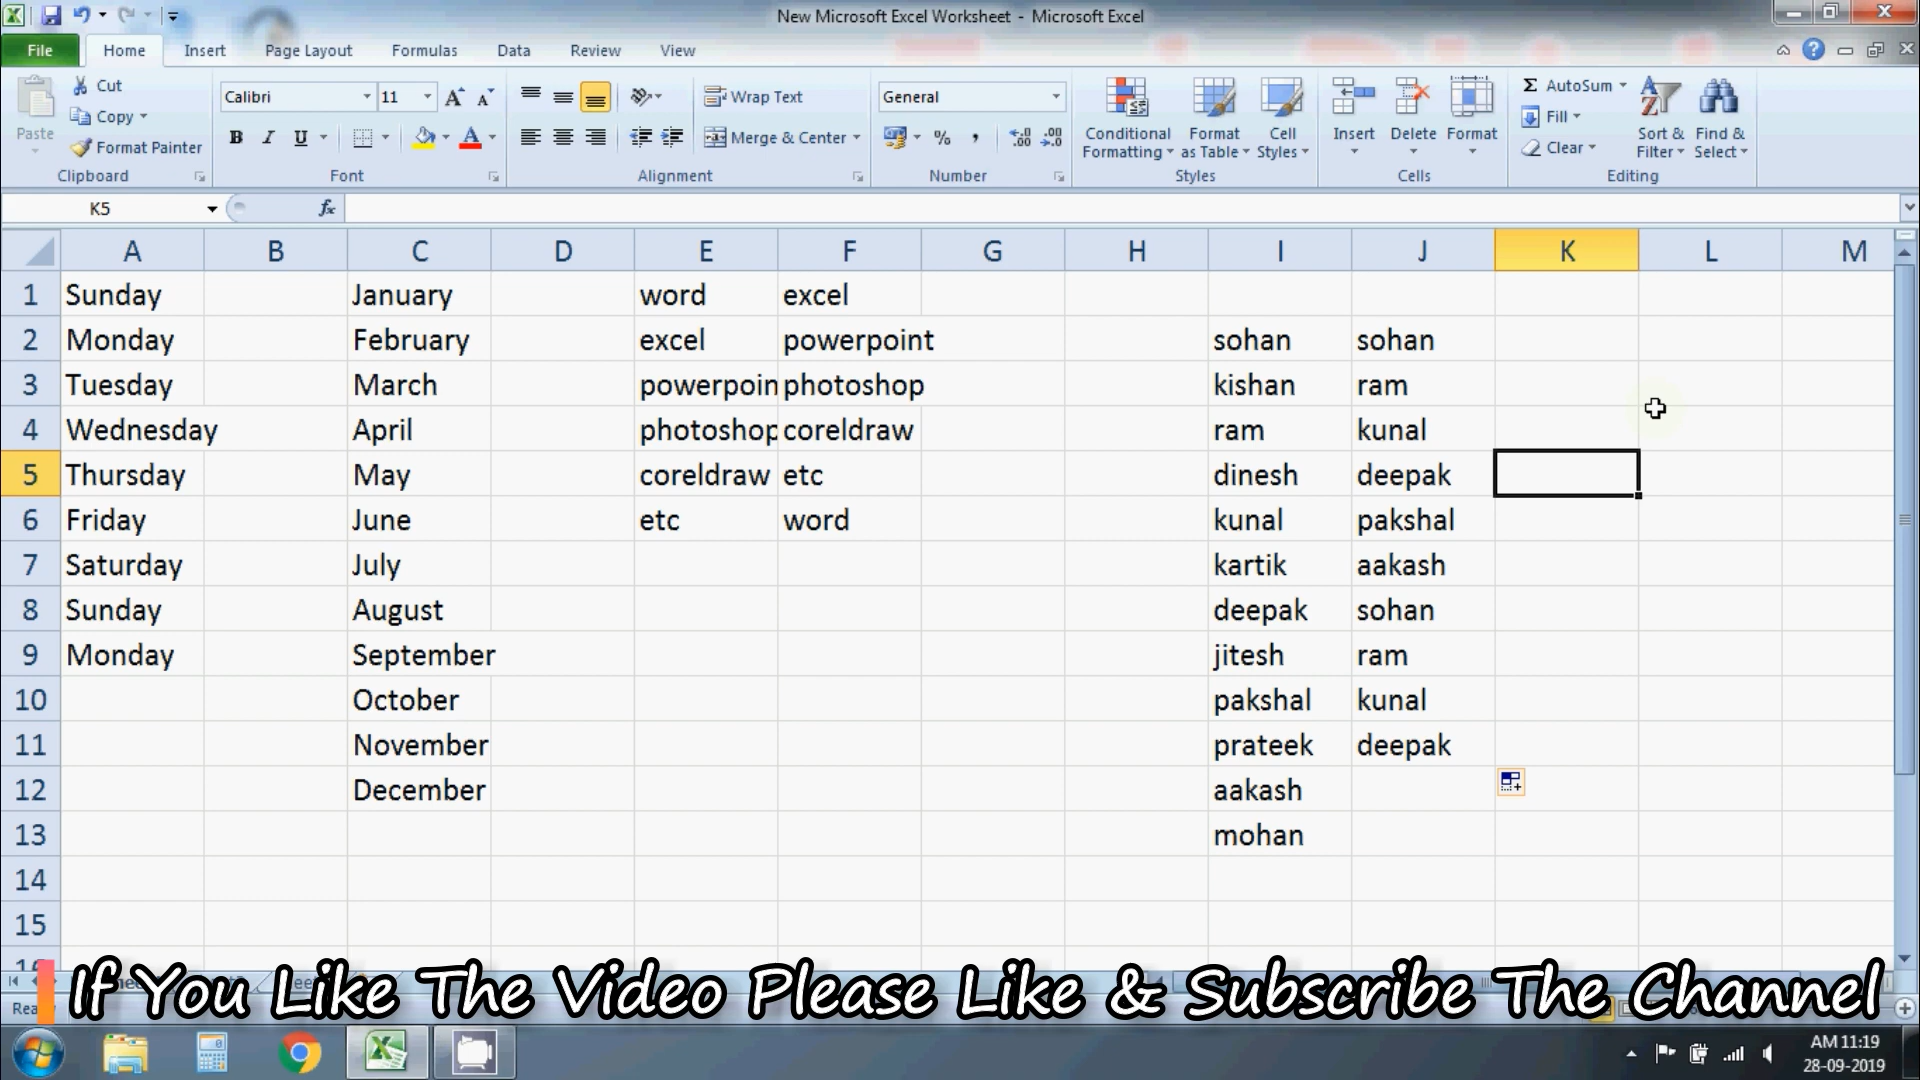 New Microsoft Excel Worksheet - Microsoft Excel
File Home Insert Page Layout Formulas Data Review View
Paste
Cut
Copy
Format Painter
Clipboard
Calibri 11
B I U
Font
Wrap Text
Merge & Center
Alignment
General
%
Number
Conditional Formatting
Format as Table
Cell Styles
Styles
Insert
Delete
Format
Cells
Σ AutoSum
Fill
Clear
Sort & Filter
Find & Select
Editing
K5 fx
A B C D E F G H I J K L M
1 Sunday January word excel
2 Monday February excel powerpoint sohan sohan
3 Tuesday March powerpoin photoshop kishan ram
4 Wednesday April photoshop coreldraw ram kunal
5 Thursday May coreldraw etc dinesh deepak
6 Friday June etc word kunal pakshal
7 Saturday July kartik aakash
8 Sunday August deepak sohan
9 Monday September jitesh ram
10 October pakshal kunal
11 November prateek deepak
12 December aakash
13 mohan
14
15
If You Like The Video Please Like & Subscribe The Channel
AM 11:19
28-09-2019